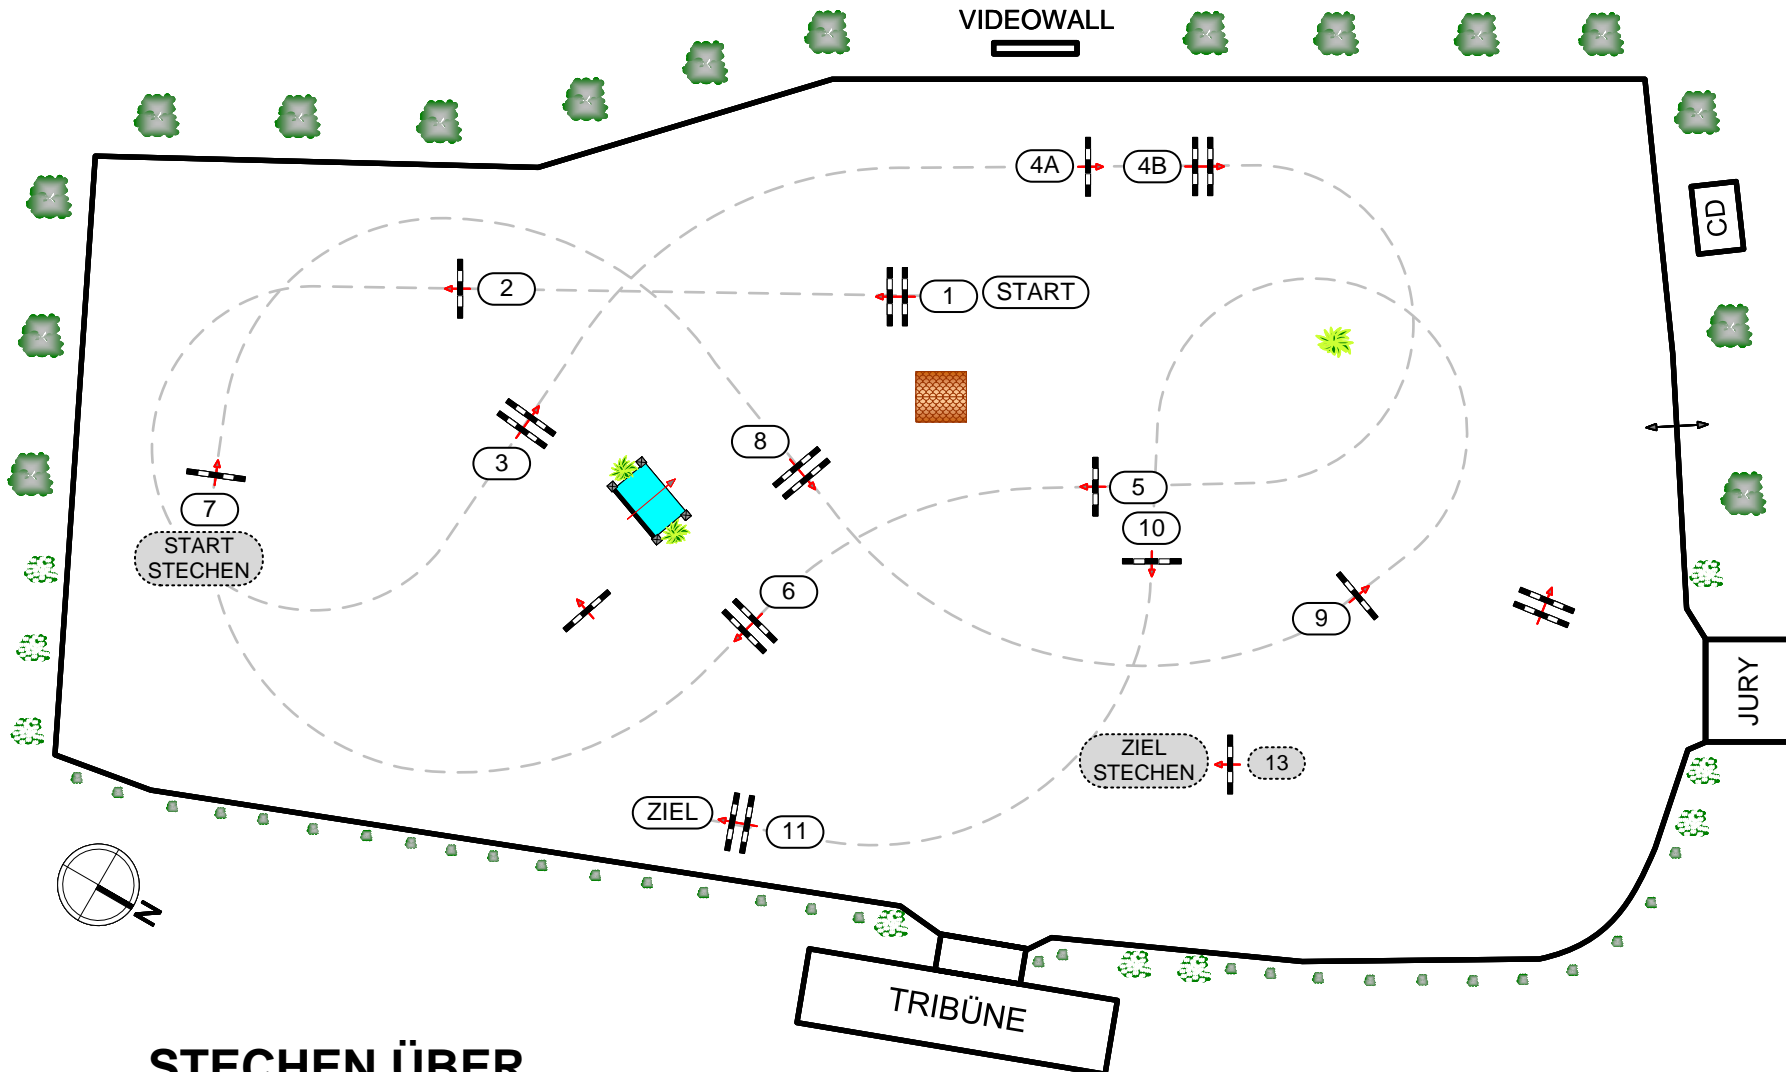 VIDEOWALL
4A
4B
CD
2
1
START
8
3
5
7
10
START
STECHEN
6
9
JURY
ZIEL
STECHEN
13
ZIEL
11
N
TRIBÜNE
STECHEN ÜBER